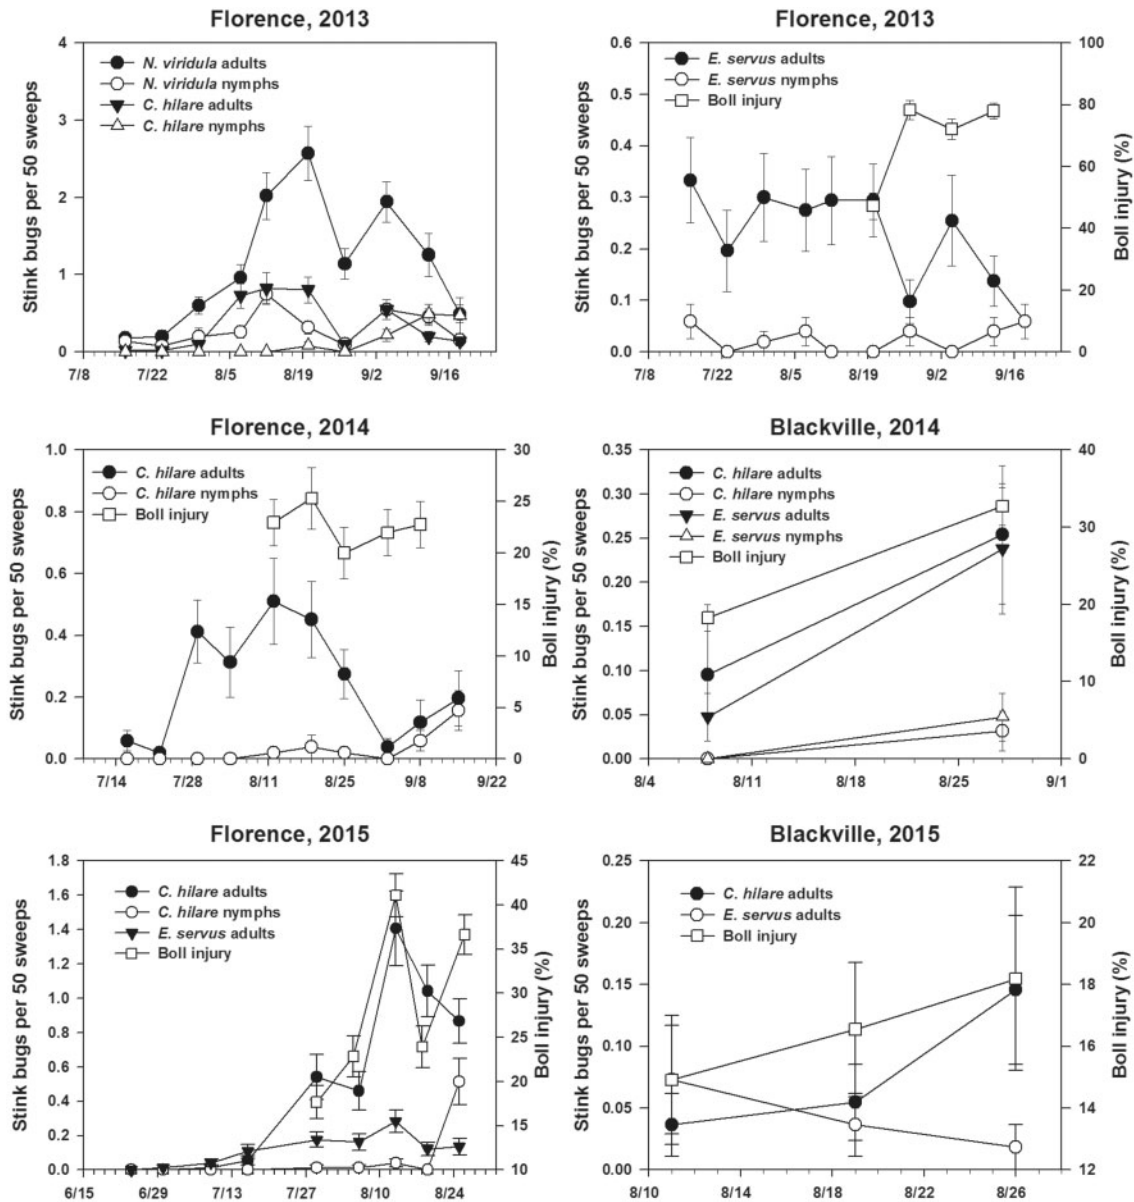 Florence, 2013
4
3
2
1
0
Stink bugs per 50 sweeps
N. viridula adults
N. viridula nymphs
C. hilare adults
C. hilare nymphs
7/8 7/22 8/5 8/19 9/2 9/16
Florence, 2013
0.6
0.5
0.4
0.3
0.2
0.1
0.0
Stink bugs per 50 sweeps
E. servus adults
E. servus nymphs
Boll injury
100
80
60
40
20
0
Boll injury (%)
7/8 7/22 8/5 8/19 9/2 9/16
Florence, 2014
1.0
0.8
0.6
0.4
0.2
0.0
Stink bugs per 50 sweeps
C. hilare adults
C. hilare nymphs
Boll injury
30
25
20
15
10
5
0
Boll injury (%)
7/14 7/28 8/11 8/25 9/8 9/22
Blackville, 2014
0.35
0.30
0.25
0.20
0.15
0.10
0.05
0.00
Stink bugs per 50 sweeps
C. hilare adults
C. hilare nymphs
E. servus adults
E. servus nymphs
Boll injury
40
30
20
10
0
Boll injury (%)
8/4 8/11 8/18 8/25 9/1
Florence, 2015
1.8
1.6
1.4
1.2
1.0
0.8
0.6
0.4
0.2
0.0
Stink bugs per 50 sweeps
C. hilare adults
C. hilare nymphs
E. servus adults
Boll injury
45
40
35
30
25
20
15
10
Boll injury (%)
6/15 6/29 7/13 7/27 8/10 8/24
Blackville, 2015
0.25
0.20
0.15
0.10
0.05
0.00
Stink bugs per 50 sweeps
C. hilare adults
E. servus adults
Boll injury
22
20
18
16
14
12
Boll injury (%)
8/10 8/14 8/18 8/22 8/26